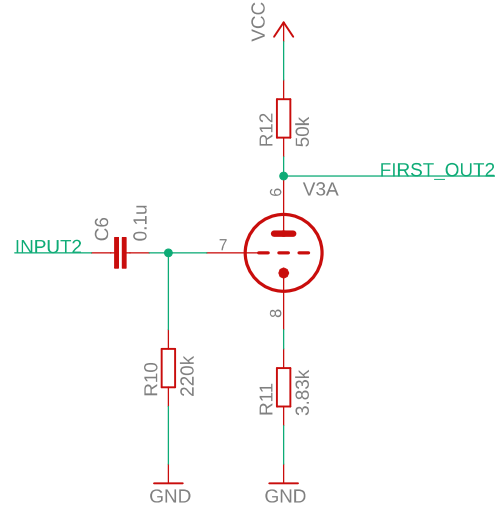 VCC
R12
50k
FIRST_OUT2
6
V3A
C6
0.1u
INPUT2
7
8
R10
220k
R11
3.83k
GND
GND